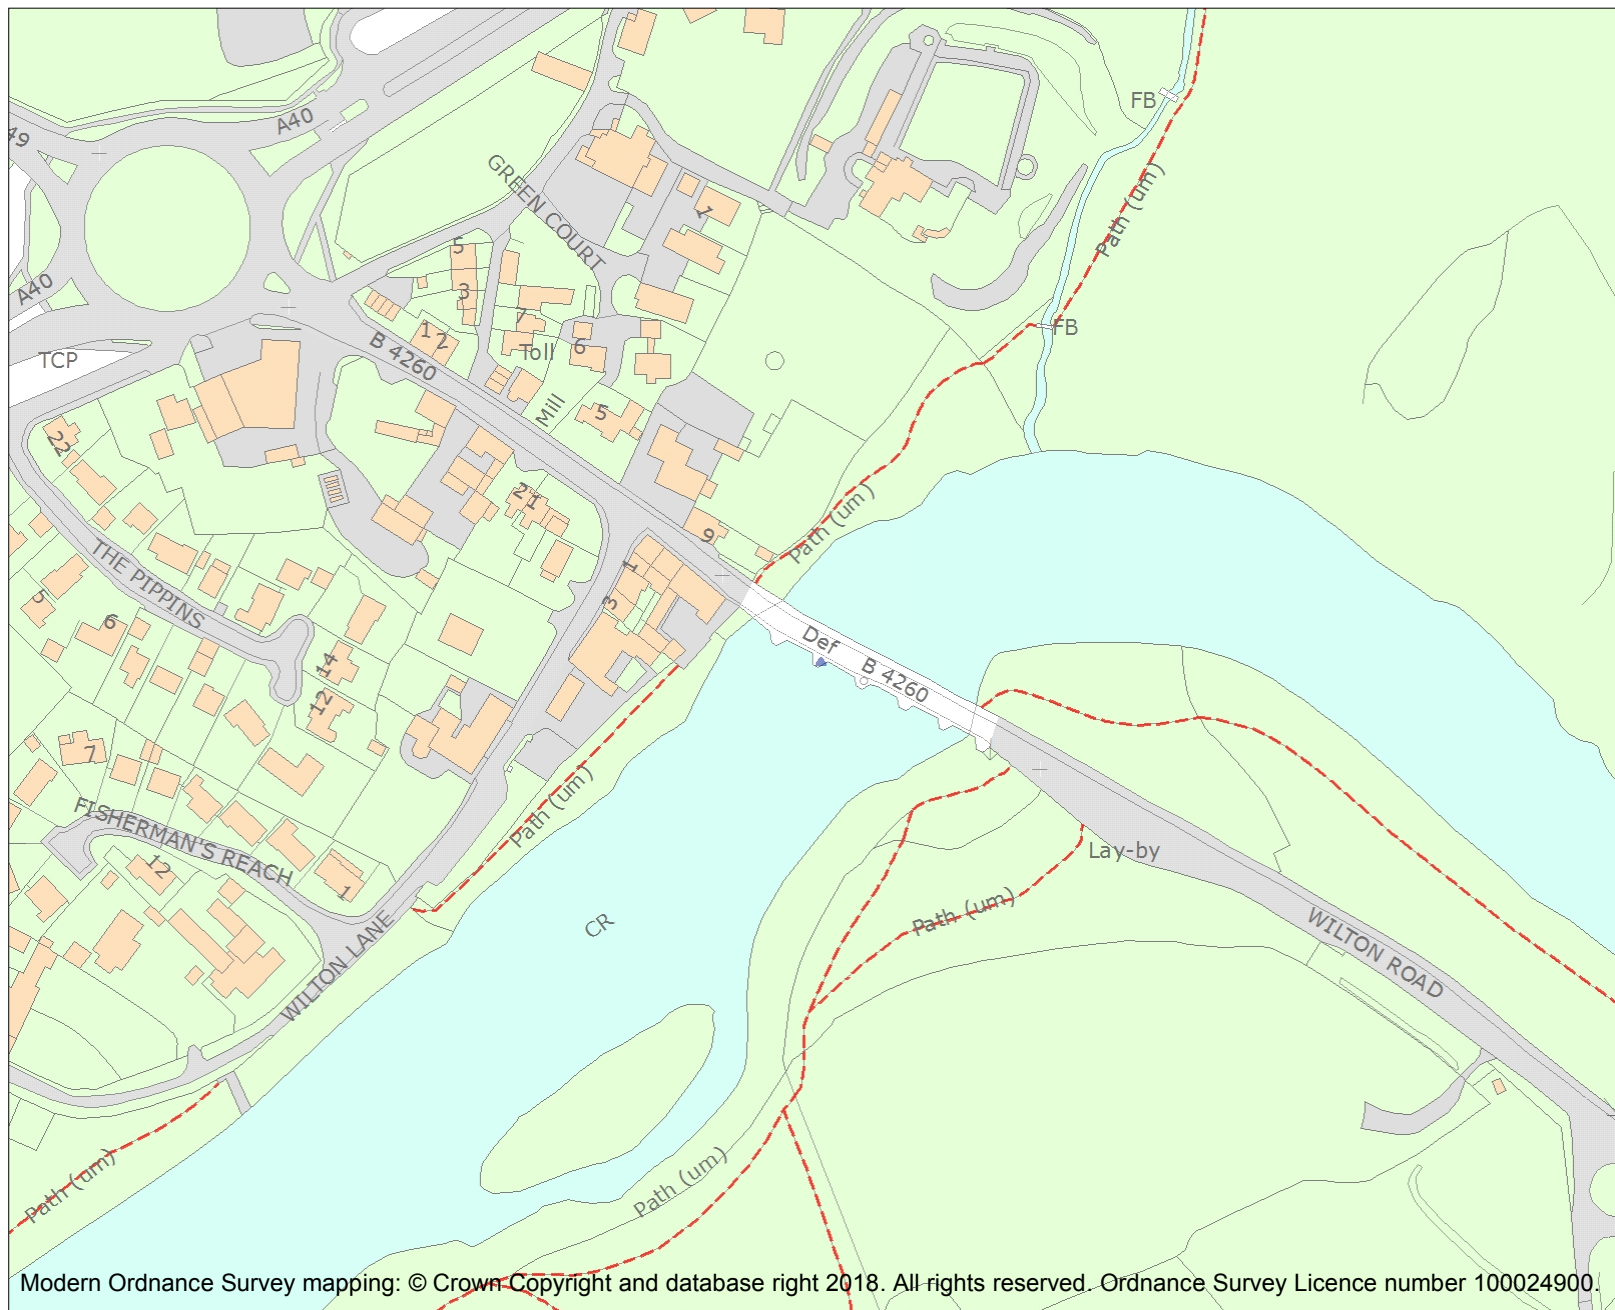 A40
FB
49
GREEN COURT
1
Path (um)
5
A40
3
7
FB
1 2
B 4260
Toll
6
TCP
Mill
5
22
21
9
Path (um)
THE PIPPINS
1
5
3
6
Def
B 4260
14
12
7
Path (um)
FISHERMAN'S REACH
Lay-by
12
1
Path (um)
CR
WILTON LANE
WILTON ROAD
Path (um)
Path (um)
Modern Ordnance Survey mapping: © Crown Copyright and database right 2018. All rights reserved. Ordnance Survey Licence number 100024900.